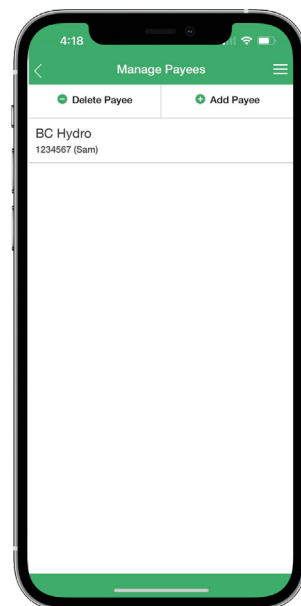 4:18
Manage Payees
Delete Payee
Add Payee
BC Hydro
1234567 (Sam)